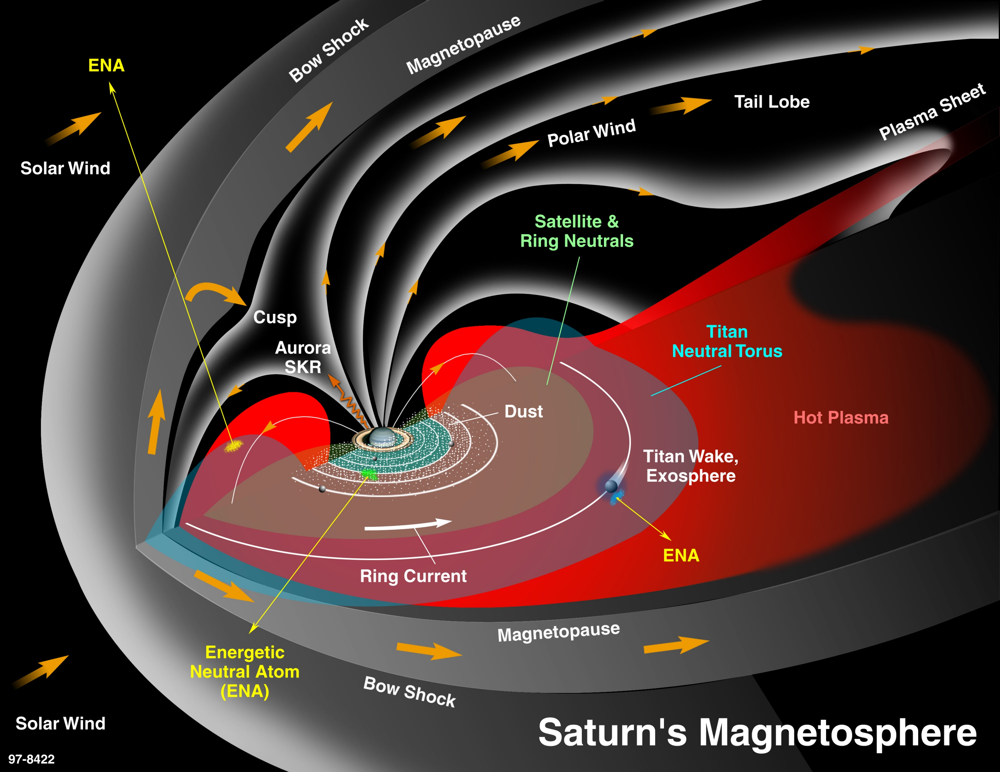 Bow Shock
Magnetopause
ENA
Solar Wind
Tail Lobe
Plasma Sheet
Polar Wind
Satellite &
Ring Neutrals
Cusp
Aurora
SKR
Titan
Neutral Torus
Dust
Hot Plasma
Titan Wake,
Exosphere
ENA
Ring Current
Magnetopause
Energetic
Neutral Atom
(ENA)
Bow Shock
Solar Wind
Saturn's Magnetosphere
97-8422